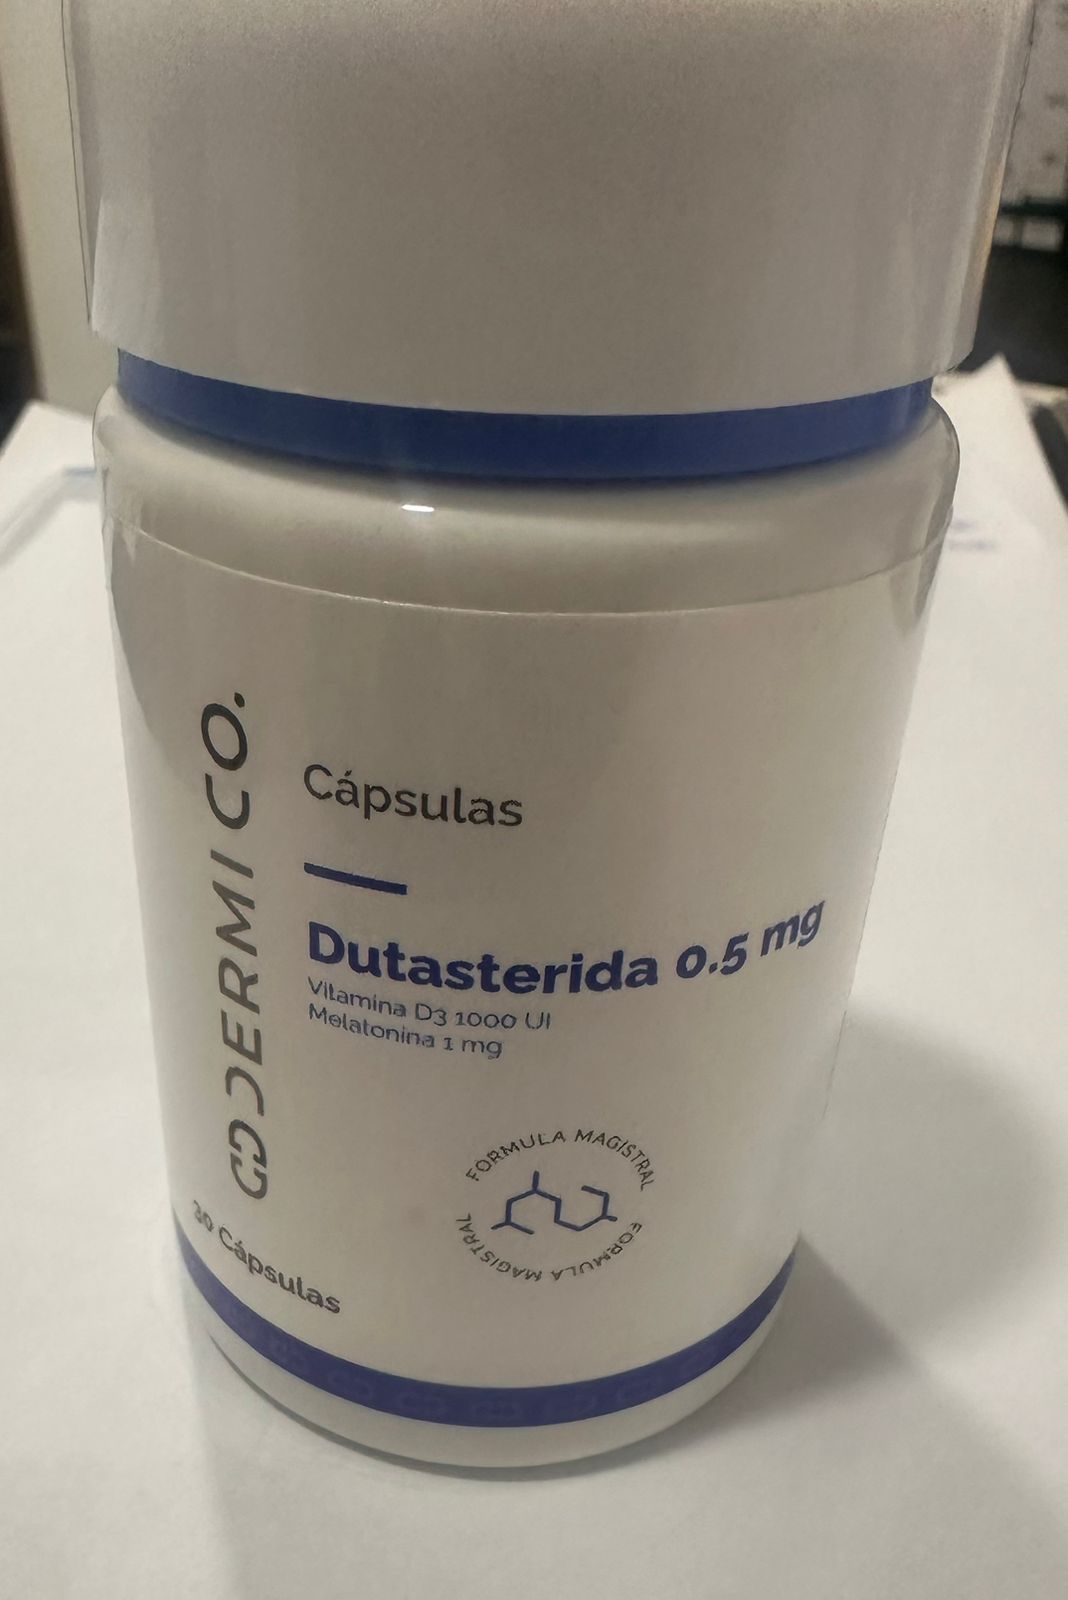 DERMICO.
Cápsulas
Dutasterida 0.5 mg
Vitamina D3 1000 UI
Melatonina 1 mg
FORMULA MAGISTRAL
FORMULA MAGISTRAL
30 Cápsulas